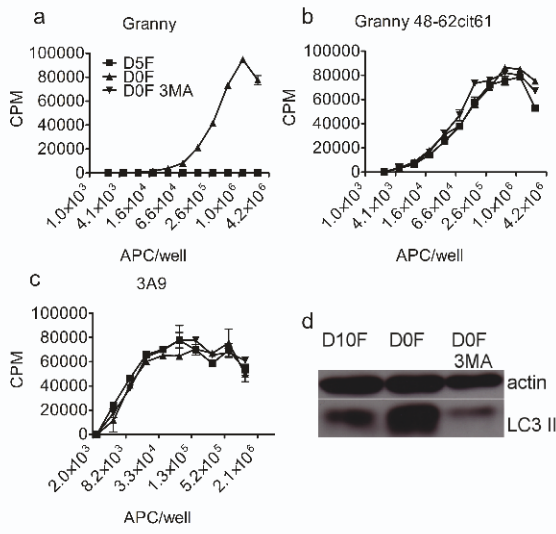 a
Granny
CPM
100000
80000
60000
40000
20000
0
D5F
D0F
D0F 3MA
1.0×10³
4.1×10³
1.6×10⁴
6.6×10⁴
2.6×10⁵
1.0×10⁶
4.2×10⁶
APC/well
b
Granny 48-62cit61
CPM
100000
80000
60000
40000
20000
0
1.0×10³
4.1×10³
1.6×10⁴
6.6×10⁴
2.6×10⁵
1.0×10⁶
4.2×10⁶
APC/well
c
3A9
CPM
100000
80000
60000
40000
20000
0
2.0×10³
8.2×10³
3.3×10⁴
1.3×10⁵
5.2×10⁵
2.1×10⁶
APC/well
d
D10F D0F D0F
3MA
actin
LC3 II